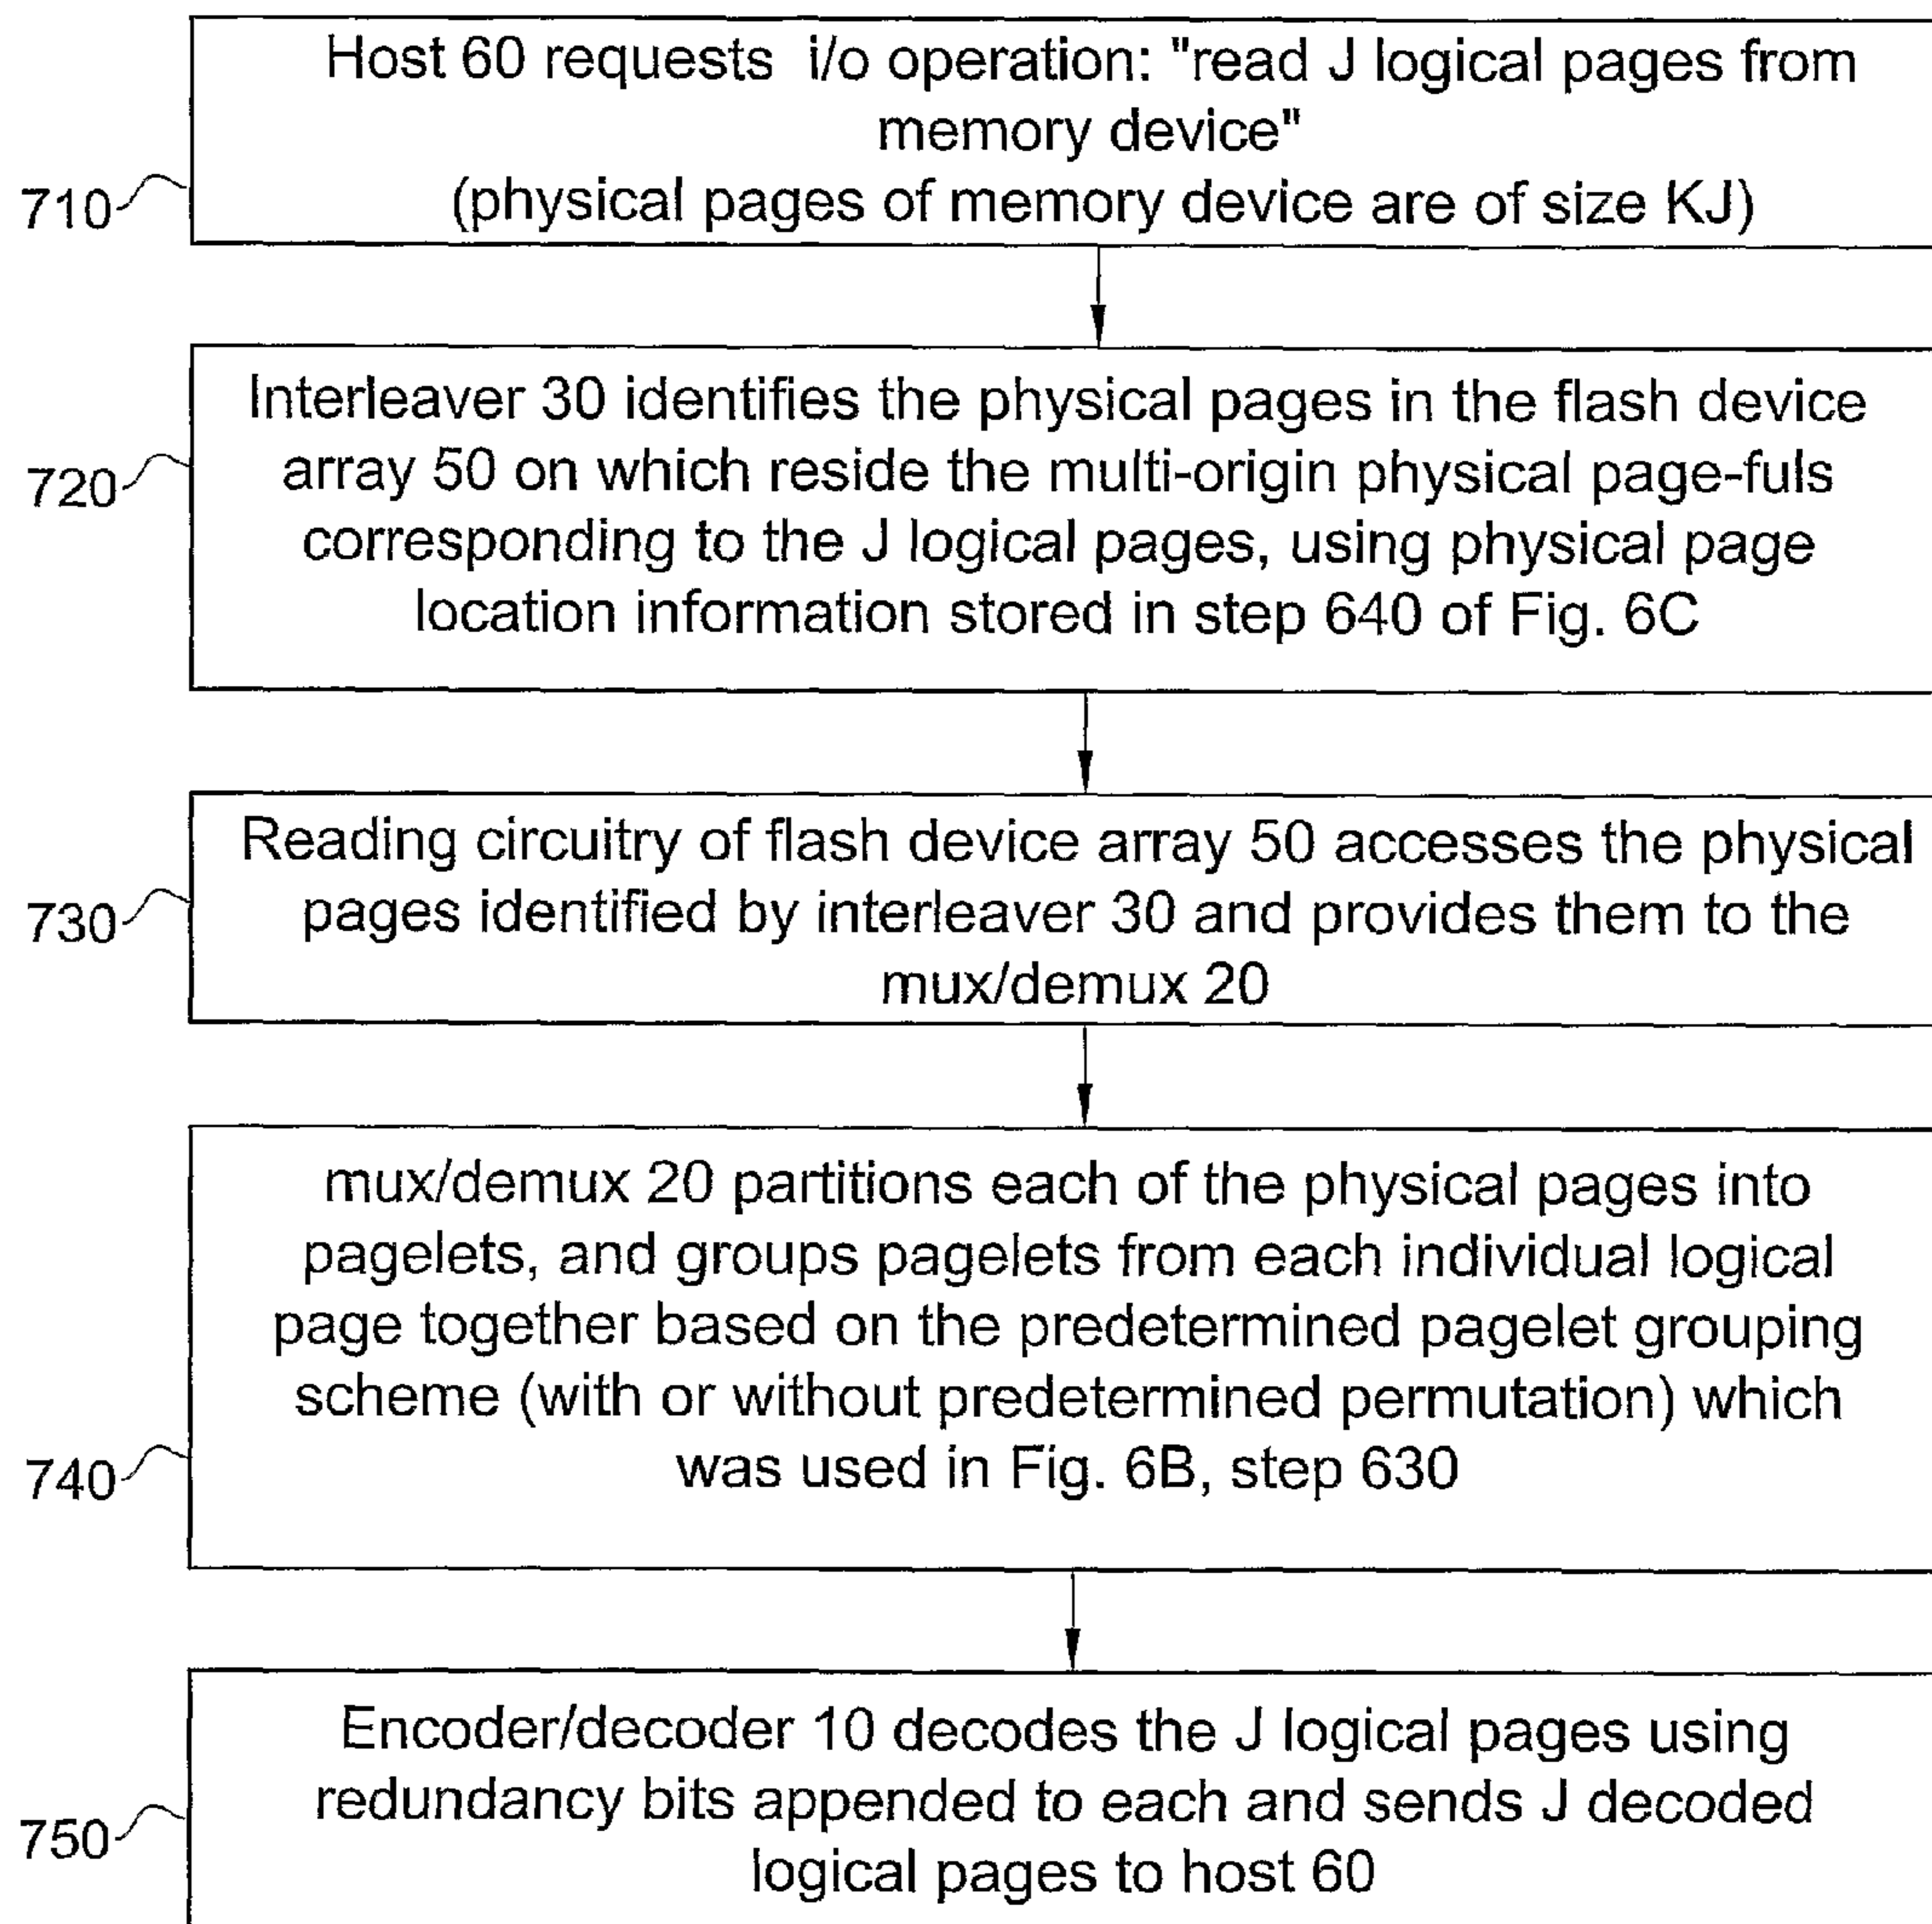 Host 60 requests i/o operation: "read J logical pages from
memory device"
(physical pages of memory device are of size KJ)
710
Interleaver 30 identifies the physical pages in the flash device
array 50 on which reside the multi-origin physical page-fuls
corresponding to the J logical pages, using physical page
location information stored in step 640 of Fig. 6C
720
Reading circuitry of flash device array 50 accesses the physical
pages identified by interleaver 30 and provides them to the
mux/demux 20
730
mux/demux 20 partitions each of the physical pages into
pagelets, and groups pagelets from each individual logical
page together based on the predetermined pagelet grouping
scheme (with or without predetermined permutation) which
was used in Fig. 6B, step 630
740
Encoder/decoder 10 decodes the J logical pages using
redundancy bits appended to each and sends J decoded
logical pages to host 60
750